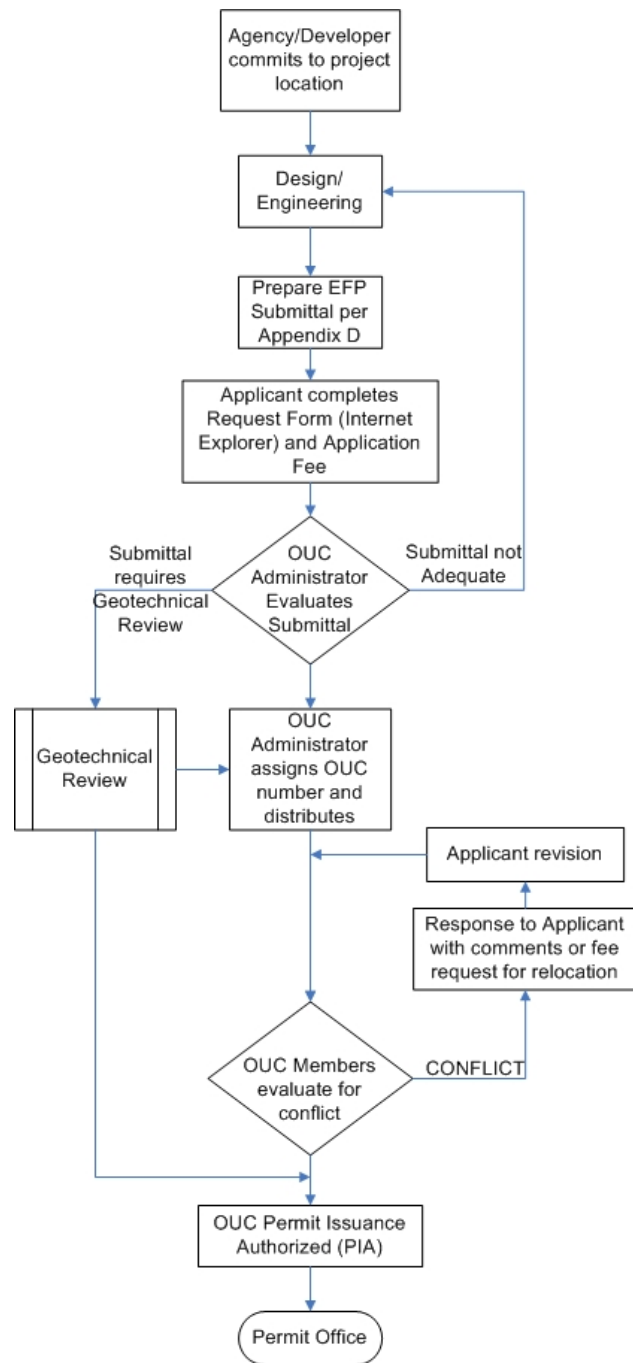 Agency/Developer
commits to project
location
Design/
Engineering
Prepare EFP
Submittal per
Appendix D
Applicant completes
Request Form (Internet
Explorer) and Application
Fee
Submittal
requires
Geotechnical
Review
OUC
Administrator
Evaluates
Submittal
Submittal not
Adequate
Geotechnical
Review
OUC
Administrator
assigns OUC
number and
distributes
Applicant revision
Response to Applicant
with comments or fee
request for relocation
OUC Members
evaluate for
conflict
CONFLICT
OUC Permit Issuance
Authorized (PIA)
Permit Office